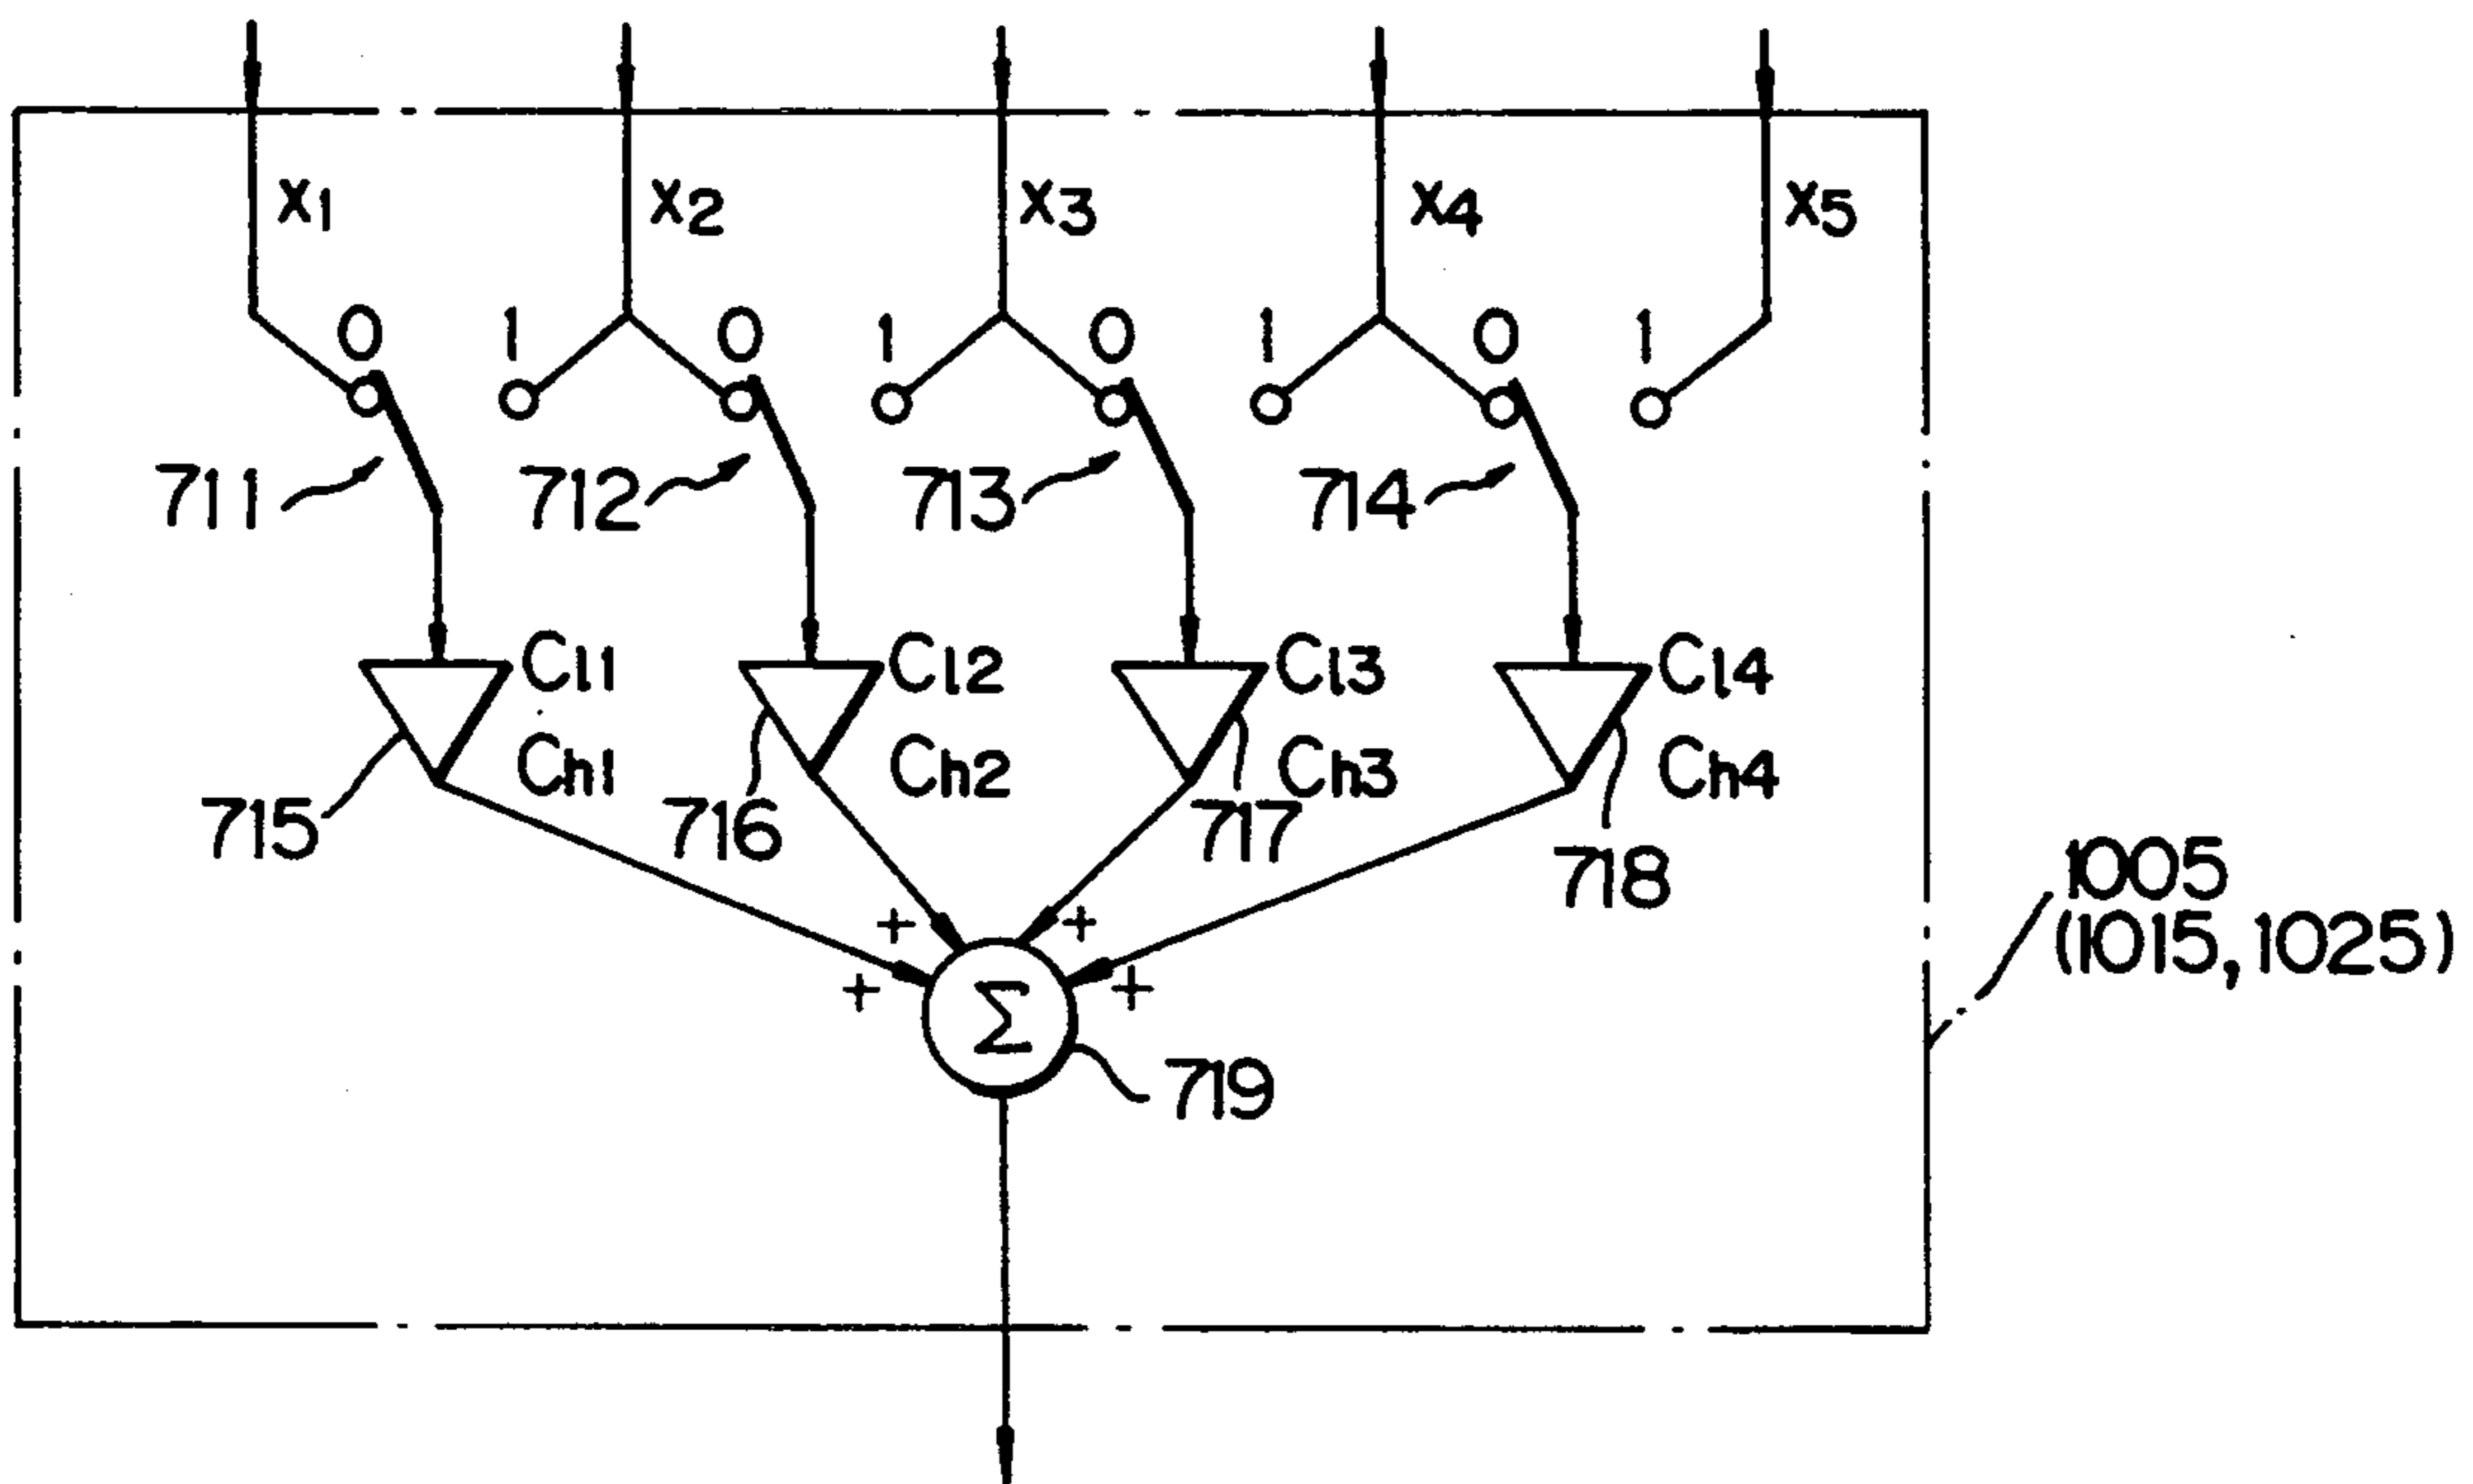 x1 x2 x3 x4 x5
0 1 0 1 0 1 0 1
711 712 713 714
Cl1 Cl2 Cl3 Cl4
Ch1 Ch2 Ch3 Ch4
715 716 717 718
1005
(1015, 1025)
+ +
+ Σ +
719